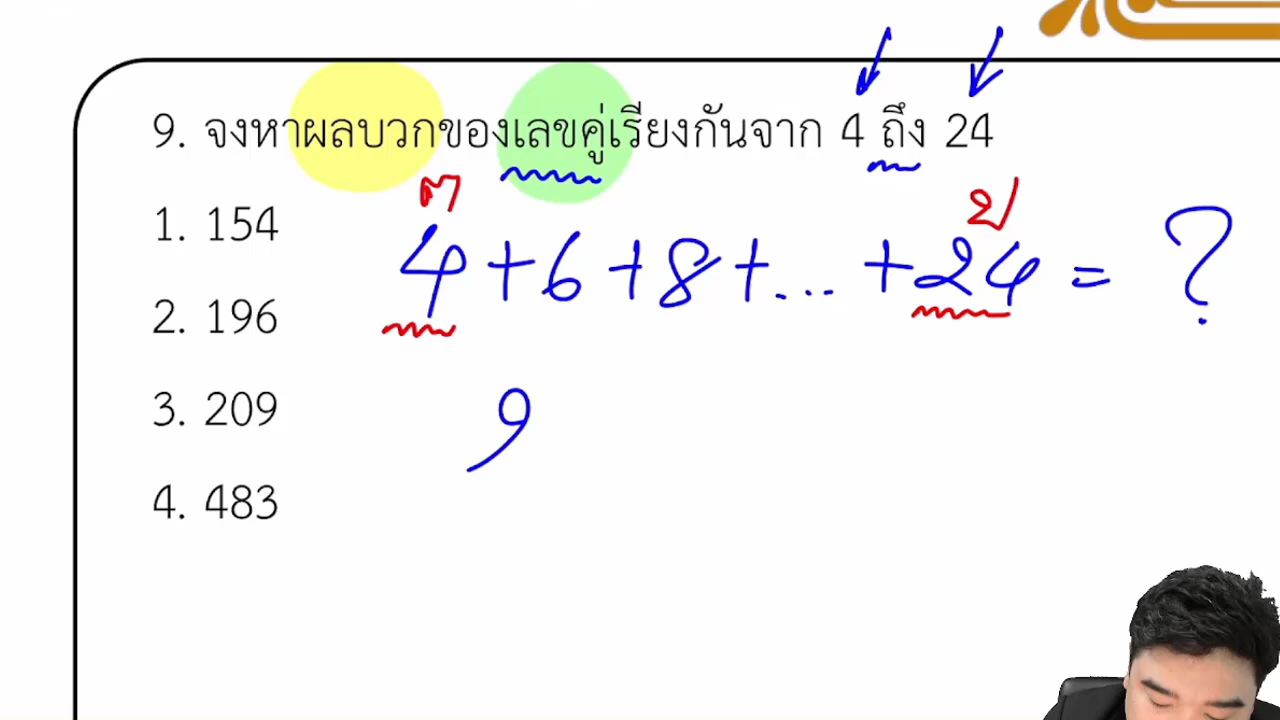 9. จงหาผลบวกของเลขคู่เรียงกันจาก 4 ถึง 24
1. 154
ต
ป
4+6+8+...+24 = ?
2. 196
3. 209
9
4. 483